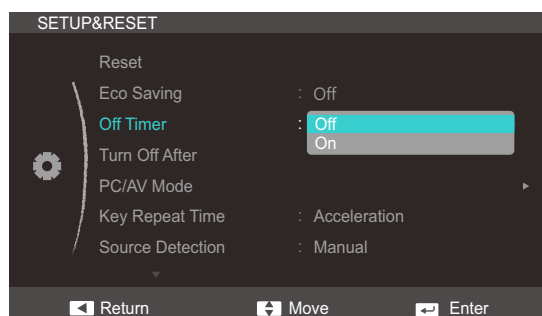 SETUP&RESET
Reset
Eco Saving : Off
Off Timer : Off
On
Turn Off After
PC/AV Mode
Key Repeat Time : Acceleration
Source Detection : Manual
Return Move Enter